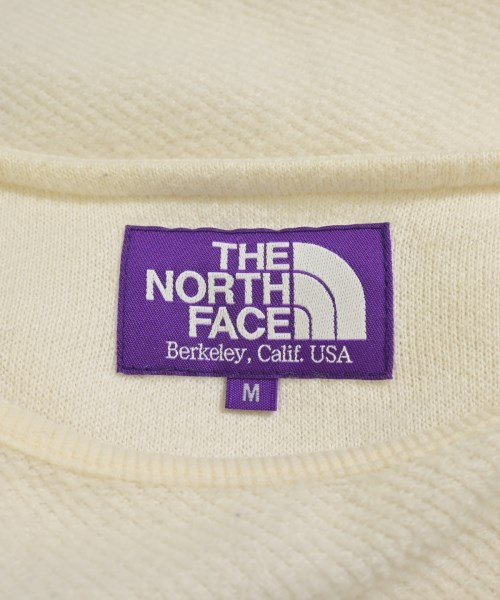 THE
NORTH
FACE
Berkeley, Calif. USA
M